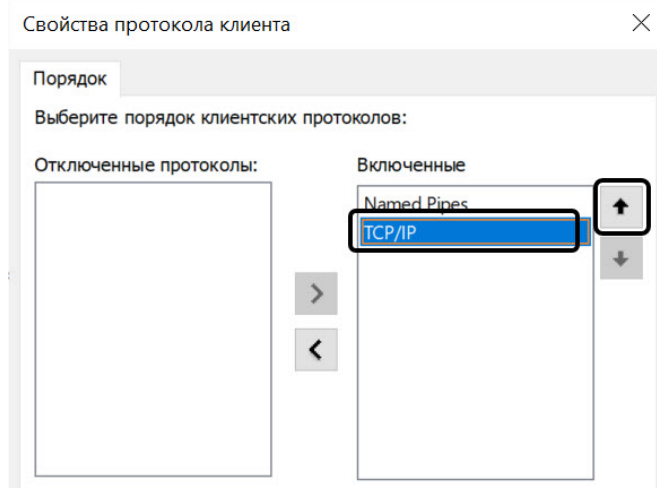 Свойства протокола клиента
Порядок
Выберите порядок клиентских протоколов:
Отключенные протоколы:
Включенные
Named Pipes
TCP/IP